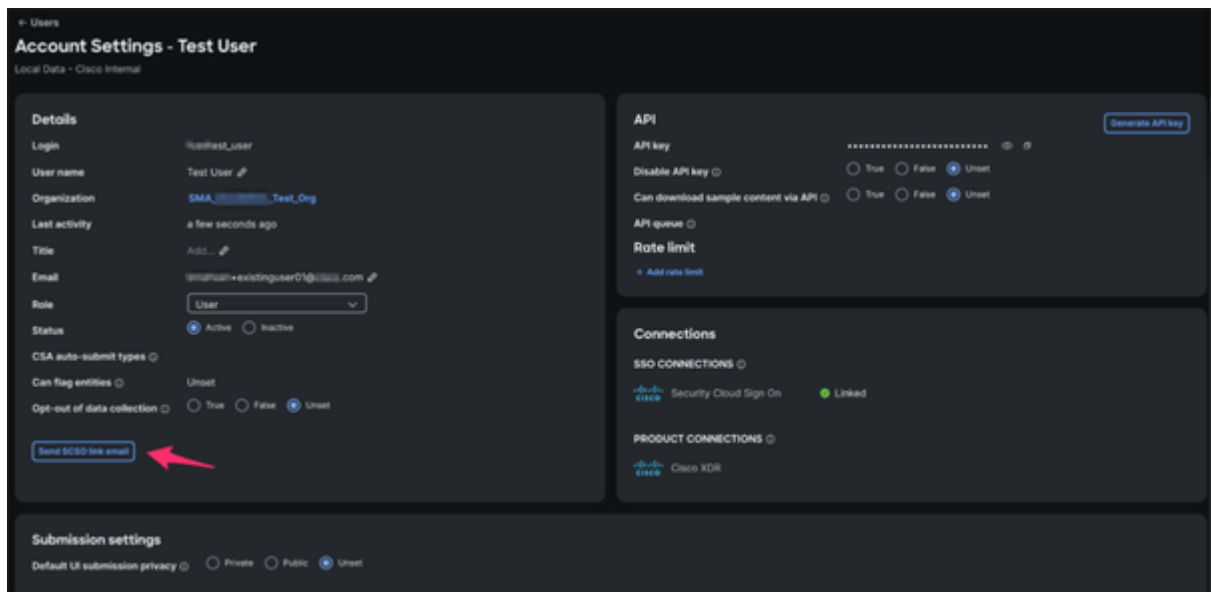 ← Users
Account Settings - Test User
Local Data - Cisco Internal
Details
Login test_user
User name Test User
Organization SMA_ _Test_Org
Last activity a few seconds ago
Title Add...
Email +existinguser01@ .com
Role User
Status Active Inactive
CSA auto-submit types
Can flag entities Unset
Opt-out of data collection True False Unset
Send SCSO link email
API
Generate API key
API key
Disable API key True False Unset
Can download sample content via API True False Unset
API queue
Rate limit
+ Add rate limit
Connections
SSO CONNECTIONS
CISCO Security Cloud Sign On Linked
PRODUCT CONNECTIONS
CISCO Cisco XDR
Submission settings
Default UI submission privacy Private Public Unset